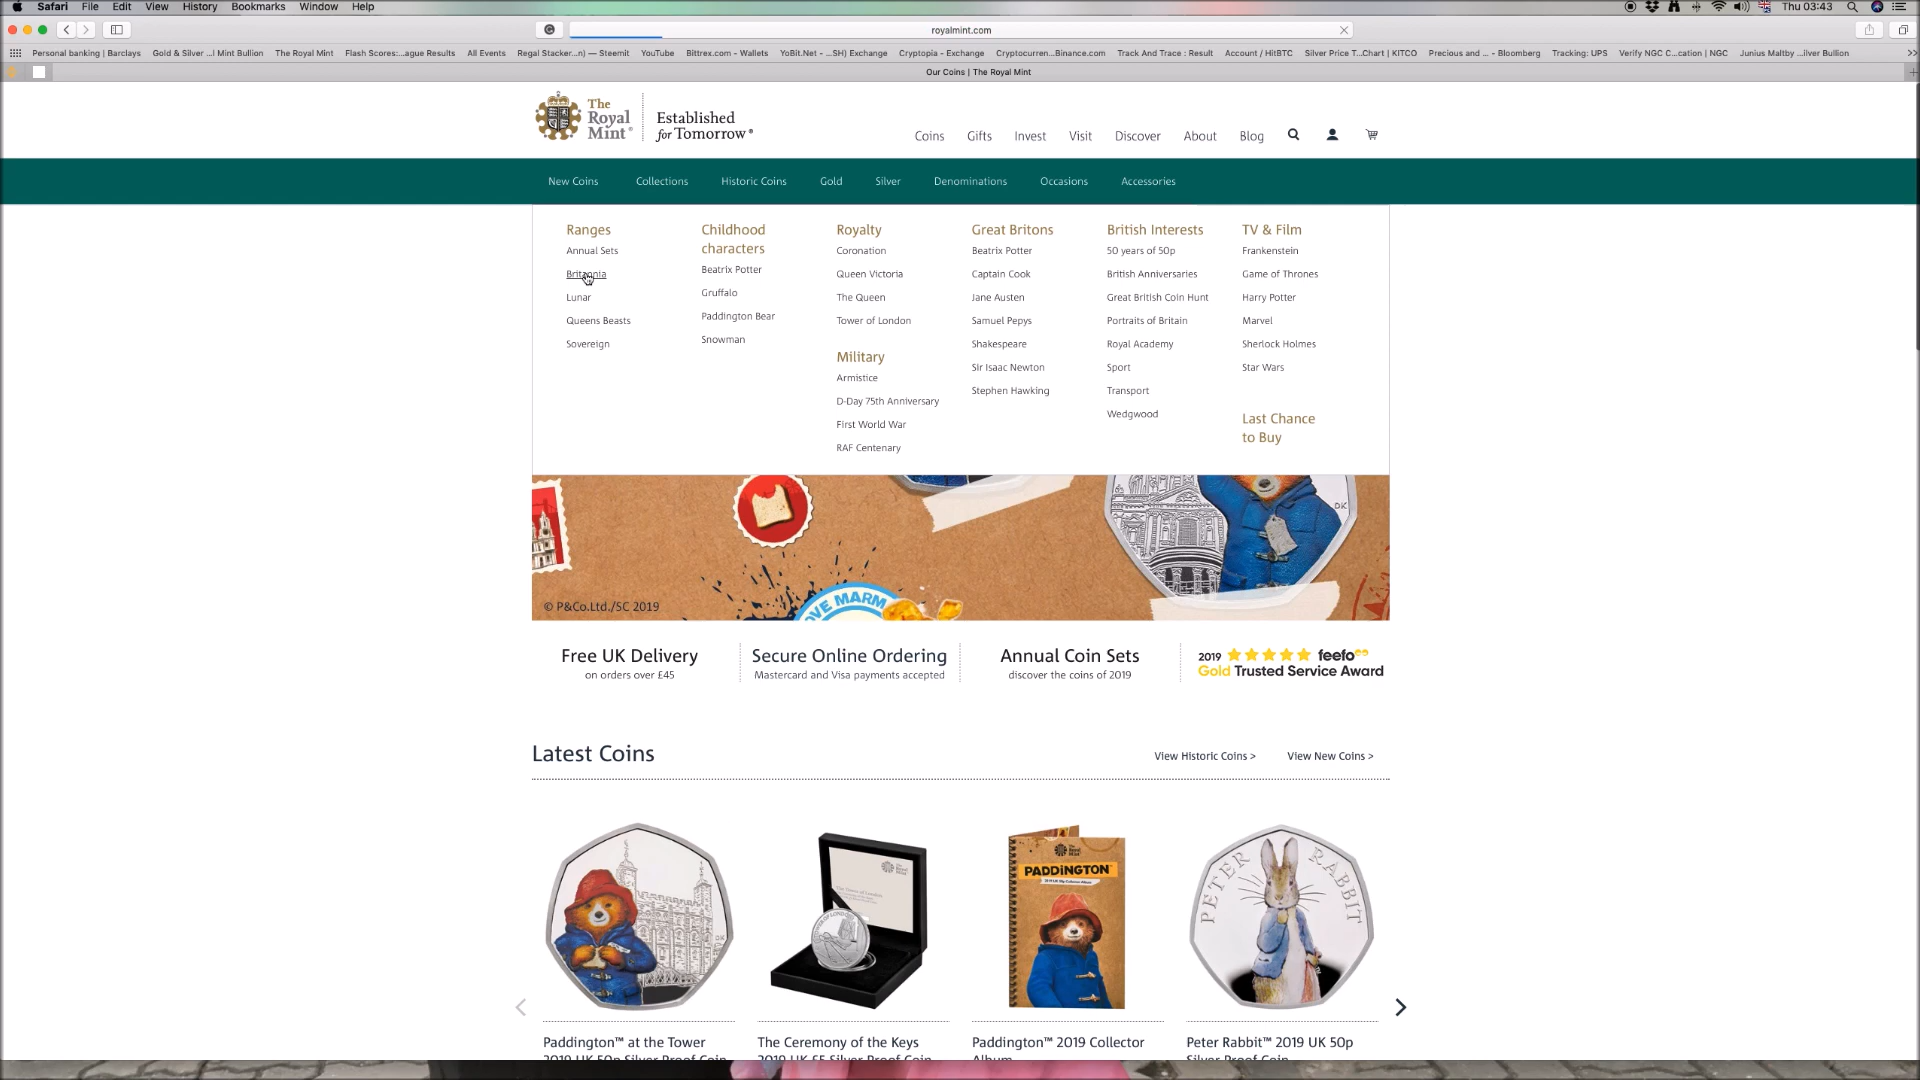 Safari File Edit View History Bookmarks Window Help
Thu 03:43
royalmint.com
Personal banking | Barclays Gold & Silver ...l Mint Bullion The Royal Mint Flash Scores:...ague Results All Events Regal Stacker...n) — Steemit YouTube Bittrex.com - Wallets YoBit.Net - ...SH) Exchange Cryptopia - Exchange Cryptocurren...Binance.com Track And Trace : Result Account / HitBTC Silver Price T...Chart | KITCO Precious and ... - Bloomberg Tracking: UPS Verify NGC C...cation | NGC Junius Maltby ...ilver Bullion
Our Coins | The Royal Mint
The Royal Mint®
Established
for Tomorrow®
Coins Gifts Invest Visit Discover About Blog
New Coins Collections Historic Coins Gold Silver Denominations Occasions Accessories
Ranges
Annual Sets
Britannia
Lunar
Queens Beasts
Sovereign
Childhood
characters
Beatrix Potter
Gruffalo
Paddington Bear
Snowman
Royalty
Coronation
Queen Victoria
The Queen
Tower of London
Military
Armistice
D-Day 75th Anniversary
First World War
RAF Centenary
Great Britons
Beatrix Potter
Captain Cook
Jane Austen
Samuel Pepys
Shakespeare
Sir Isaac Newton
Stephen Hawking
British Interests
50 years of 50p
British Anniversaries
Great British Coin Hunt
Portraits of Britain
Royal Academy
Sport
Transport
Wedgwood
TV & Film
Frankenstein
Game of Thrones
Harry Potter
Marvel
Sherlock Holmes
Star Wars
Last Chance
to Buy
DK
OVE MARM
© P&Co.Ltd./SC 2019
Free UK Delivery
on orders over £45
Secure Online Ordering
Mastercard and Visa payments accepted
Annual Coin Sets
discover the coins of 2019
2019 feefo
Gold Trusted Service Award
Latest Coins
View Historic Coins >
View New Coins >
DK
PADDINGTON™
PETER RABBIT
Paddington™ at the Tower
2019 UK 50p Silver Proof Coin
The Ceremony of the Keys
2019 UK £5 Silver Proof Coin
Paddington™ 2019 Collector
Album
Peter Rabbit™ 2019 UK 50p
Silver Proof Coin